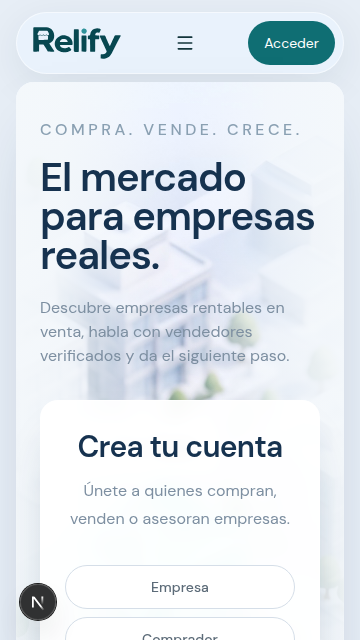 Relify
Acceder
COMPRA. VENDE. CRECE.
El mercado
para empresas
reales.
Descubre empresas rentables en
venta, habla con vendedores
verificados y da el siguiente paso.
Crea tu cuenta
Únete a quienes compran,
venden o asesoran empresas.
Empresa
N
Comprador